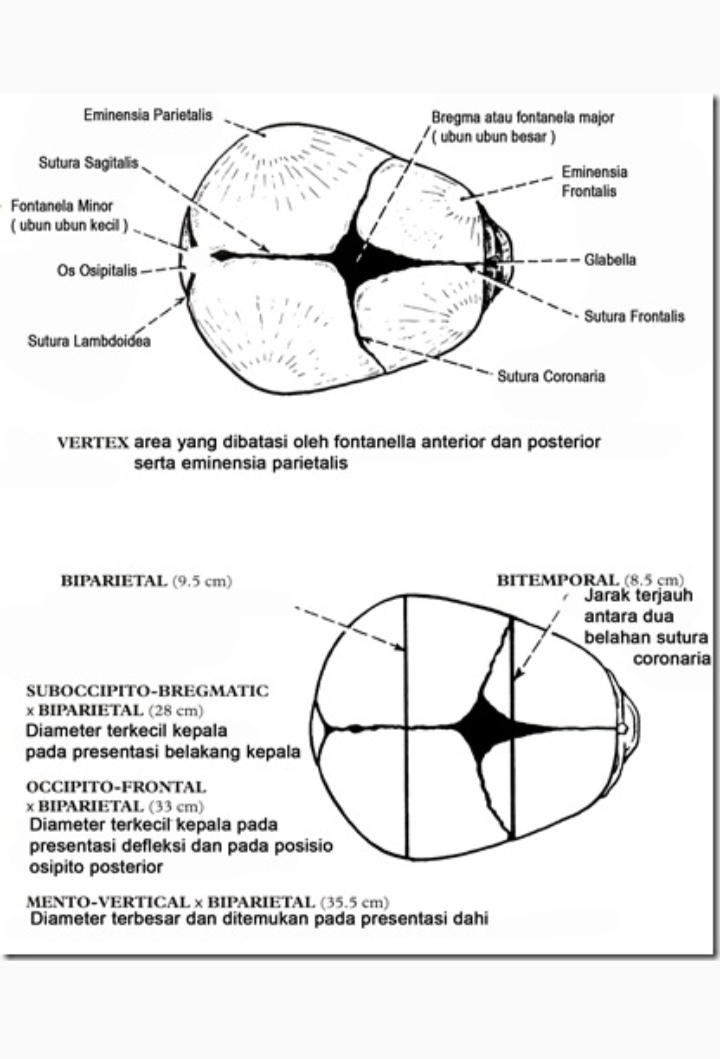 Eminensia Parietalis
Bregma atau fontanela major
( ubun ubun besar )
Sutura Sagitalis
Eminensia
Frontalis
Fontanela Minor
( ubun ubun kecil )
Os Osipitalis
Glabella
Sutura Frontalis
Sutura Lambdoidea
Sutura Coronaria
VERTEX area yang dibatasi oleh fontanella anterior dan posterior
serta eminensia parietalis
BIPARIETAL (9.5 cm)
BITEMPORAL (8.5 cm)
Jarak terjauh
antara dua
belahan sutura
coronaria
SUBOCCIPITO-BREGMATIC
x BIPARIETAL (28 cm)
Diameter terkecil kepala
pada presentasi belakang kepala
OCCIPITO-FRONTAL
x BIPARIETAL (33 cm)
Diameter terkecil kepala pada
presentasi defleksi dan pada posisio
osipito posterior
MENTO-VERTICAL x BIPARIETAL (35.5 cm)
Diameter terbesar dan ditemukan pada presentasi dahi